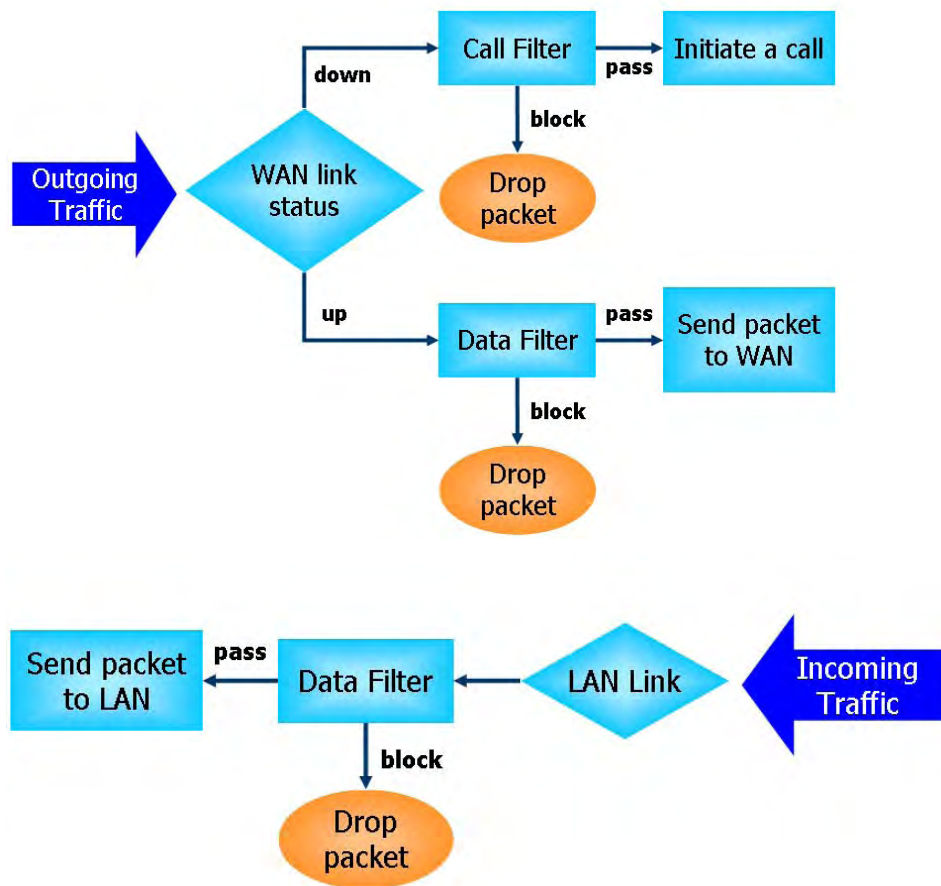 Call Filter
pass
Initiate a call
down
block
Outgoing
Traffic
WAN link
status
Drop
packet
up
Data Filter
pass
Send packet
to WAN
block
Drop
packet
Send packet
to LAN
pass
Data Filter
LAN Link
Incoming
Traffic
block
Drop
packet